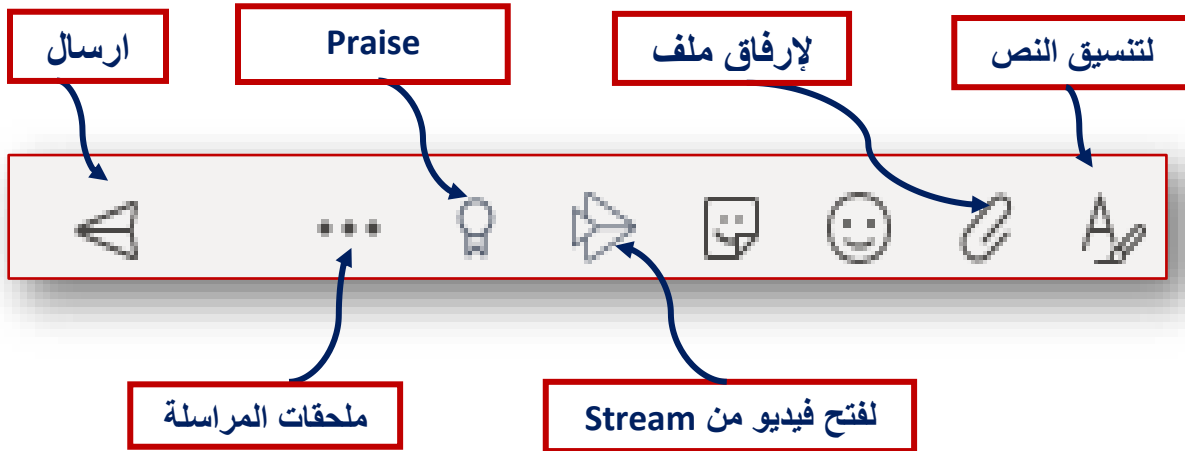 لتنسيق النص
لإرفاق ملف
Praise
ارسال
لفتح فيديو من Stream
ملحقات المراسلة